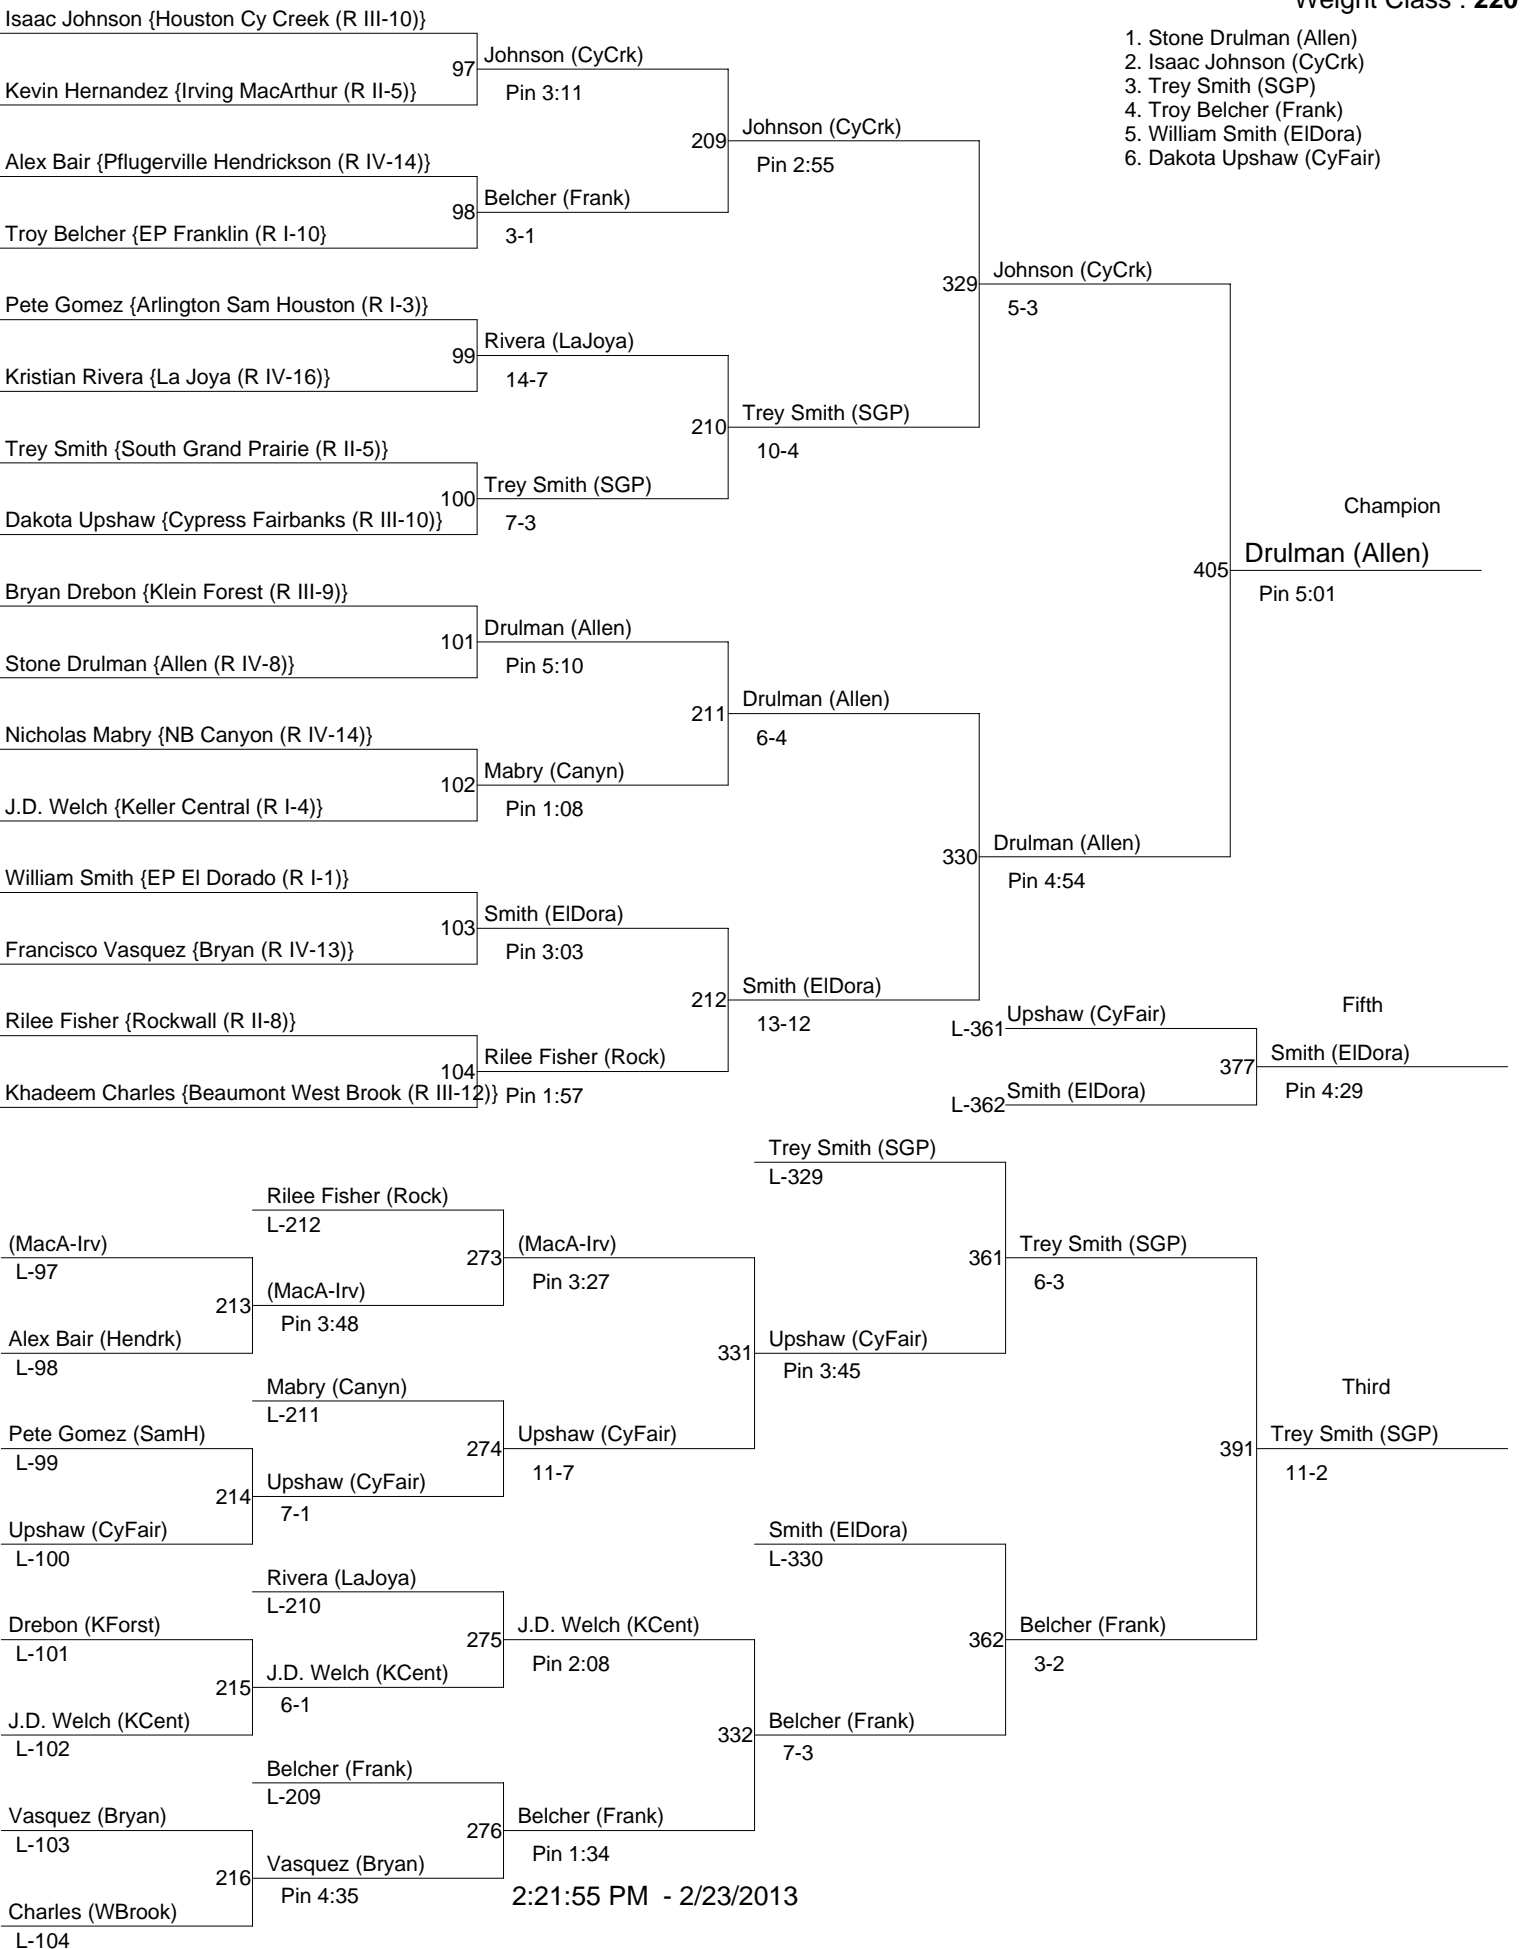 Weight Class : 220
1. Stone Drulman (Allen)
2. Isaac Johnson (CyCrk)
3. Trey Smith (SGP)
4. Troy Belcher (Frank)
5. William Smith (ElDora)
6. Dakota Upshaw (CyFair)
Isaac Johnson {Houston Cy Creek (R III-10)}
97 Johnson (CyCrk)
Kevin Hernandez {Irving MacArthur (R II-5)}
Pin 3:11
209 Johnson (CyCrk)
Pin 2:55
Alex Bair {Pflugerville Hendrickson (R IV-14)}
98 Belcher (Frank)
Troy Belcher {EP Franklin (R I-10}
3-1
329 Johnson (CyCrk)
5-3
Pete Gomez {Arlington Sam Houston (R I-3)}
99 Rivera (LaJoya)
Kristian Rivera {La Joya (R IV-16)}
14-7
210 Trey Smith (SGP)
10-4
Trey Smith {South Grand Prairie (R II-5)}
100 Trey Smith (SGP)
Dakota Upshaw {Cypress Fairbanks (R III-10)}
7-3
Champion
405 Drulman (Allen)
Pin 5:01
Bryan Drebon {Klein Forest (R III-9)}
101 Drulman (Allen)
Stone Drulman {Allen (R IV-8)}
Pin 5:10
211 Drulman (Allen)
6-4
Nicholas Mabry {NB Canyon (R IV-14)}
102 Mabry (Canyn)
J.D. Welch {Keller Central (R I-4)}
Pin 1:08
330 Drulman (Allen)
Pin 4:54
William Smith {EP El Dorado (R I-1)}
103 Smith (ElDora)
Francisco Vasquez {Bryan (R IV-13)}
Pin 3:03
212 Smith (ElDora)
13-12
Rilee Fisher {Rockwall (R II-8)}
104 Rilee Fisher (Rock)
Khadeem Charles {Beaumont West Brook (R III-12)}
Pin 1:57
Fifth
L-361 Upshaw (CyFair)
377 Smith (ElDora)
L-362 Smith (ElDora)
Pin 4:29
Trey Smith (SGP)
L-329
Rilee Fisher (Rock)
L-212
(MacA-Irv)
L-97
273 (MacA-Irv)
Pin 3:27
361 Trey Smith (SGP)
6-3
213 (MacA-Irv)
Pin 3:48
Alex Bair (Hendrk)
L-98
331 Upshaw (CyFair)
Pin 3:45
Mabry (Canyn)
L-211
Third
Pete Gomez (SamH)
L-99
274 Upshaw (CyFair)
11-7
391 Trey Smith (SGP)
11-2
214 Upshaw (CyFair)
7-1
Upshaw (CyFair)
L-100
Smith (ElDora)
L-330
Rivera (LaJoya)
L-210
Drebon (KForst)
L-101
275 J.D. Welch (KCent)
Pin 2:08
362 Belcher (Frank)
3-2
215 J.D. Welch (KCent)
6-1
J.D. Welch (KCent)
L-102
332 Belcher (Frank)
7-3
Belcher (Frank)
L-209
Vasquez (Bryan)
L-103
276 Belcher (Frank)
Pin 1:34
216 Vasquez (Bryan)
Pin 4:35
Charles (WBrook)
L-104
2:21:55 PM - 2/23/2013